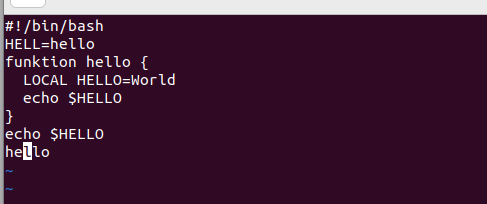 #!/bin/bash
HELL=hello
funktion hello {
  LOCAL HELLO=World
  echo $HELLO
}
echo $HELLO
hello
~
~